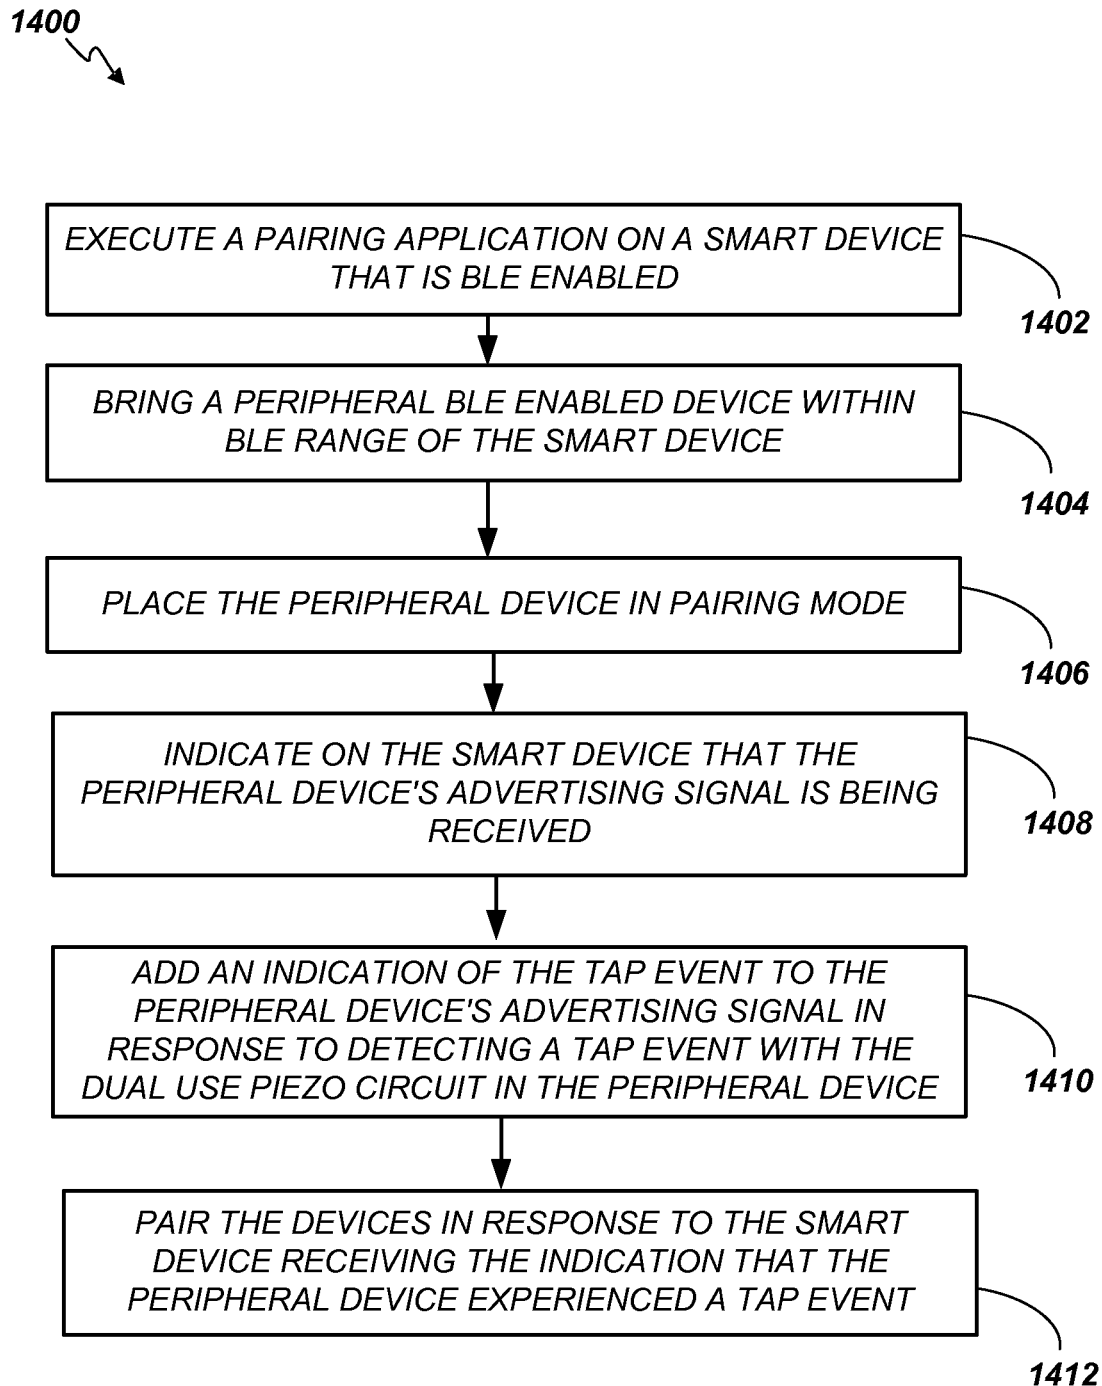 1400
EXECUTE A PAIRING APPLICATION ON A SMART DEVICE
THAT IS BLE ENABLED
1402
BRING A PERIPHERAL BLE ENABLED DEVICE WITHIN
BLE RANGE OF THE SMART DEVICE
1404
PLACE THE PERIPHERAL DEVICE IN PAIRING MODE
1406
INDICATE ON THE SMART DEVICE THAT THE
PERIPHERAL DEVICE'S ADVERTISING SIGNAL IS BEING
RECEIVED
1408
ADD AN INDICATION OF THE TAP EVENT TO THE
PERIPHERAL DEVICE'S ADVERTISING SIGNAL IN
RESPONSE TO DETECTING A TAP EVENT WITH THE
DUAL USE PIEZO CIRCUIT IN THE PERIPHERAL DEVICE
1410
PAIR THE DEVICES IN RESPONSE TO THE SMART
DEVICE RECEIVING THE INDICATION THAT THE
PERIPHERAL DEVICE EXPERIENCED A TAP EVENT
1412